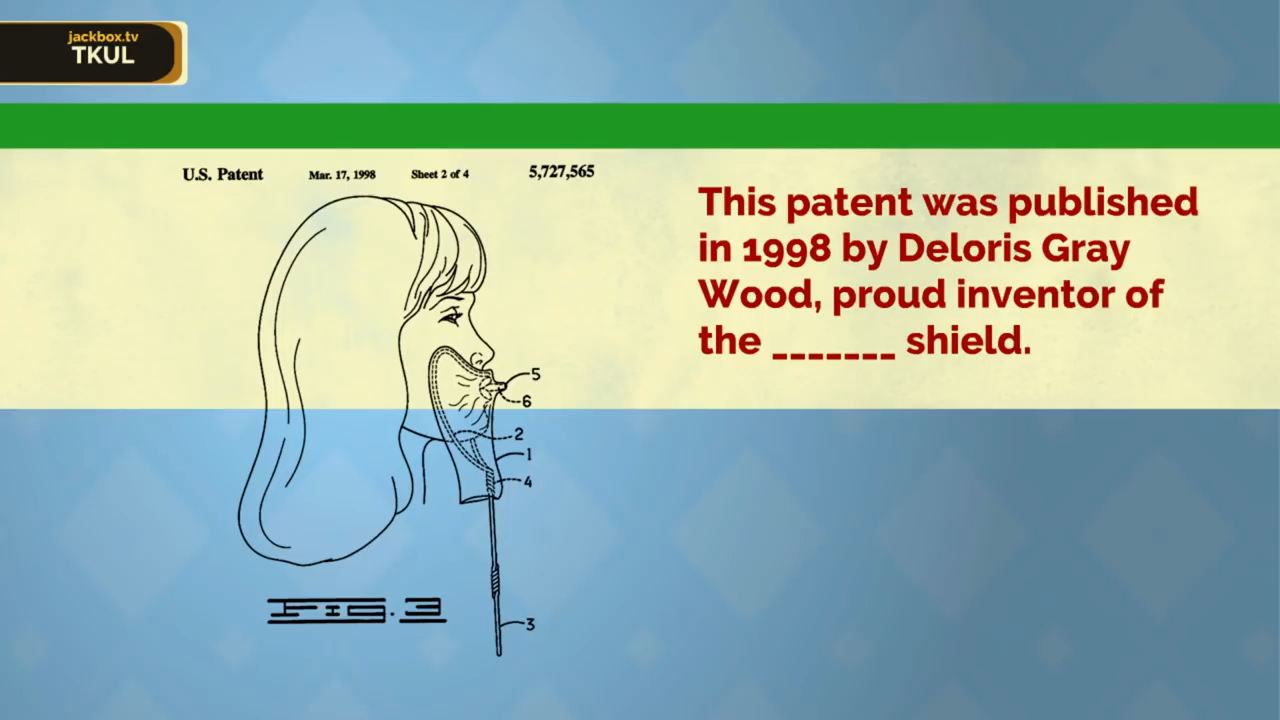 jackbox.tv
TKUL
U.S. Patent Mar. 17, 1998 Sheet 2 of 4 5,727,565
This patent was published
in 1998 by Deloris Gray
Wood, proud inventor of
the _______ shield.
5
6
2
1
4
FIG. 3
3